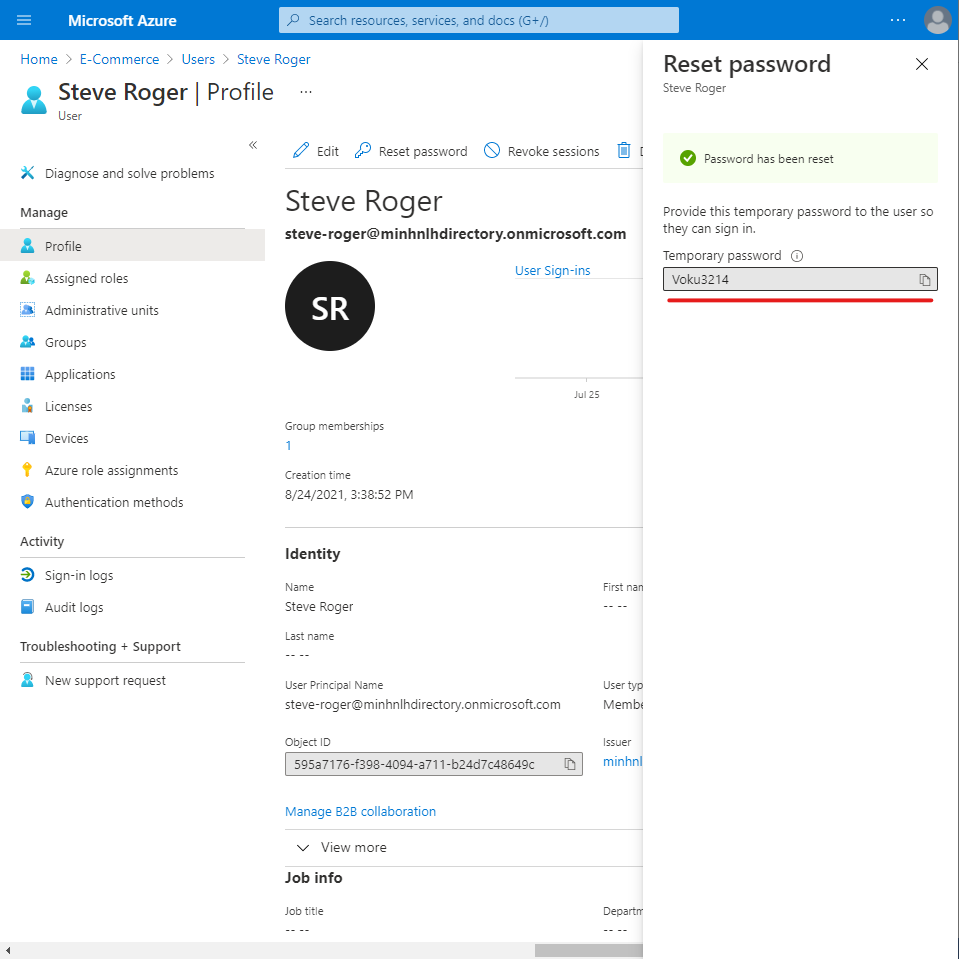 Microsoft Azure
Search resources, services, and docs (G+/)
Home > E-Commerce > Users > Steve Roger
Steve Roger | Profile
User
Diagnose and solve problems
Manage
Profile
Assigned roles
Administrative units
Groups
Applications
Licenses
Devices
Azure role assignments
Authentication methods
Activity
Sign-in logs
Audit logs
Troubleshooting + Support
New support request
Edit
Reset password
Revoke sessions
D
Steve Roger
steve-roger@minhnlhdirectory.onmicrosoft.com
SR
User Sign-ins
Jul 25
Group memberships
1
Creation time
8/24/2021, 3:38:52 PM
Identity
Name
Steve Roger
First nam
-- --
Last name
-- --
User Principal Name
steve-roger@minhnlhdirectory.onmicrosoft.com
User typ
Membe
Object ID
595a7176-f398-4094-a711-b24d7c48649c
Issuer
minhnl
Manage B2B collaboration
View more
Job info
Job title
-- --
Departm
-- --
Reset password
Steve Roger
Password has been reset
Provide this temporary password to the user so
they can sign in.
Temporary password
Voku3214